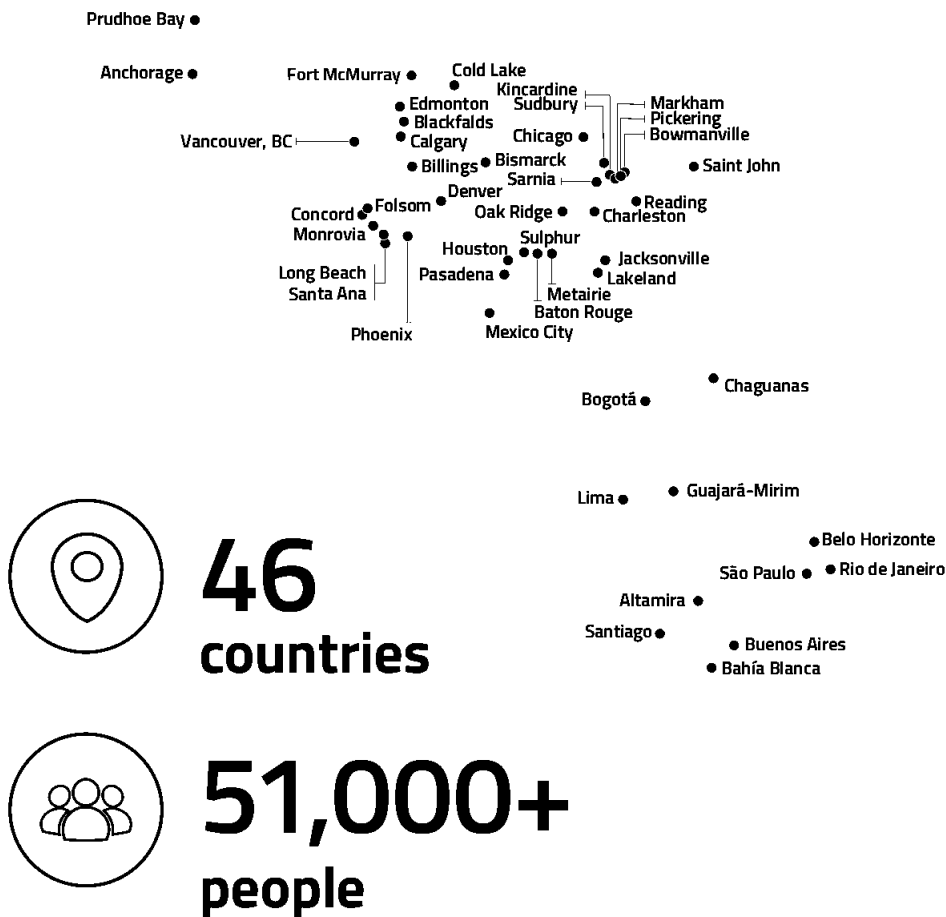 Prudhoe Bay
Anchorage
Fort McMurray
Cold Lake
Kincardine
Sudbury
Markham
Pickering
Bowmanville
Edmonton
Blackfalds
Calgary
Vancouver, BC
Chicago
Billings
Bismarck
Sarnia
Saint John
Denver
Folsom
Concord
Oak Ridge
Reading
Charleston
Monrovia
Sulphur
Houston
Pasadena
Jacksonville
Lakeland
Long Beach
Santa Ana
Metairie
Baton Rouge
Phoenix
Mexico City
Chaguanas
Bogotá
Lima
Guajará-Mirim
Belo Horizonte
São Paulo
Rio de Janeiro
Altamira
Santiago
Buenos Aires
Bahía Blanca
46
countries
51,000+
people